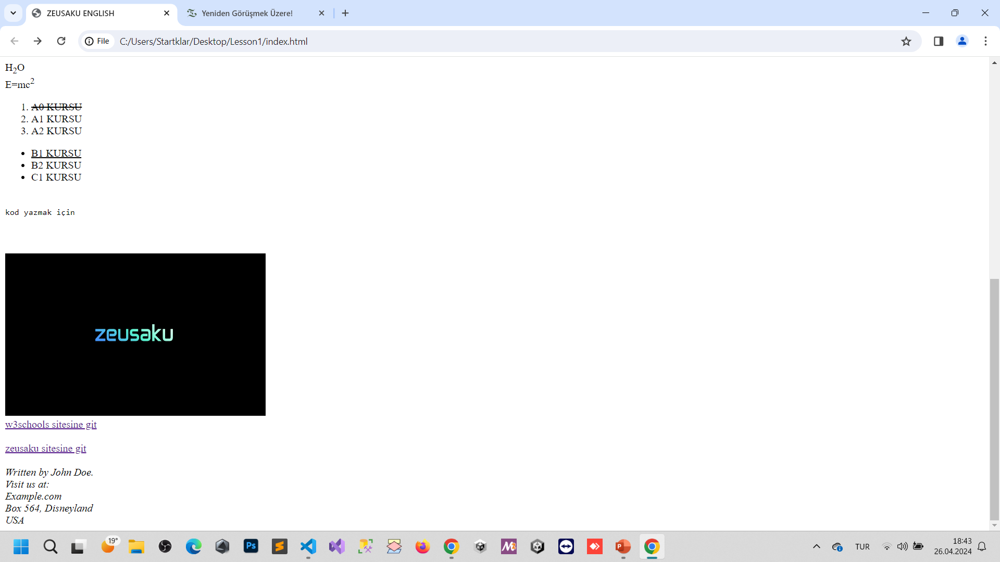 ZEUSAKU ENGLISH
Yeniden Görüşmek Üzere!
File
C:/Users/Startklar/Desktop/Lesson1/index.html
H₂O
E=mc²
1. A0 KURSU
2. A1 KURSU
3. A2 KURSU
• B1 KURSU
• B2 KURSU
• C1 KURSU
kod yazmak için
zeusaku
w3schools sitesine git
zeusaku sitesine git
Written by John Doe.
Visit us at:
Example.com
Box 564, Disneyland
USA
19°
Ps
TUR
18:43
26.04.2024